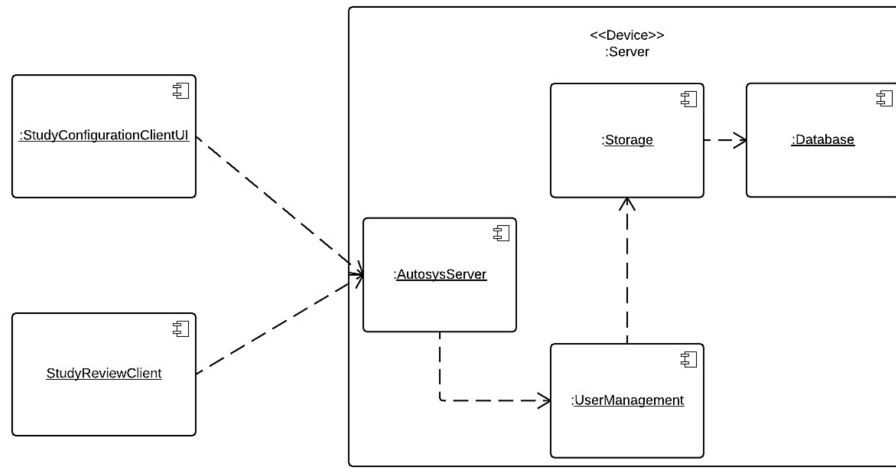 <<Device>>
:Server
:StudyConfigurationClientUI
:Storage
:Database
:AutosysServer
StudyReviewClient
:UserManagement